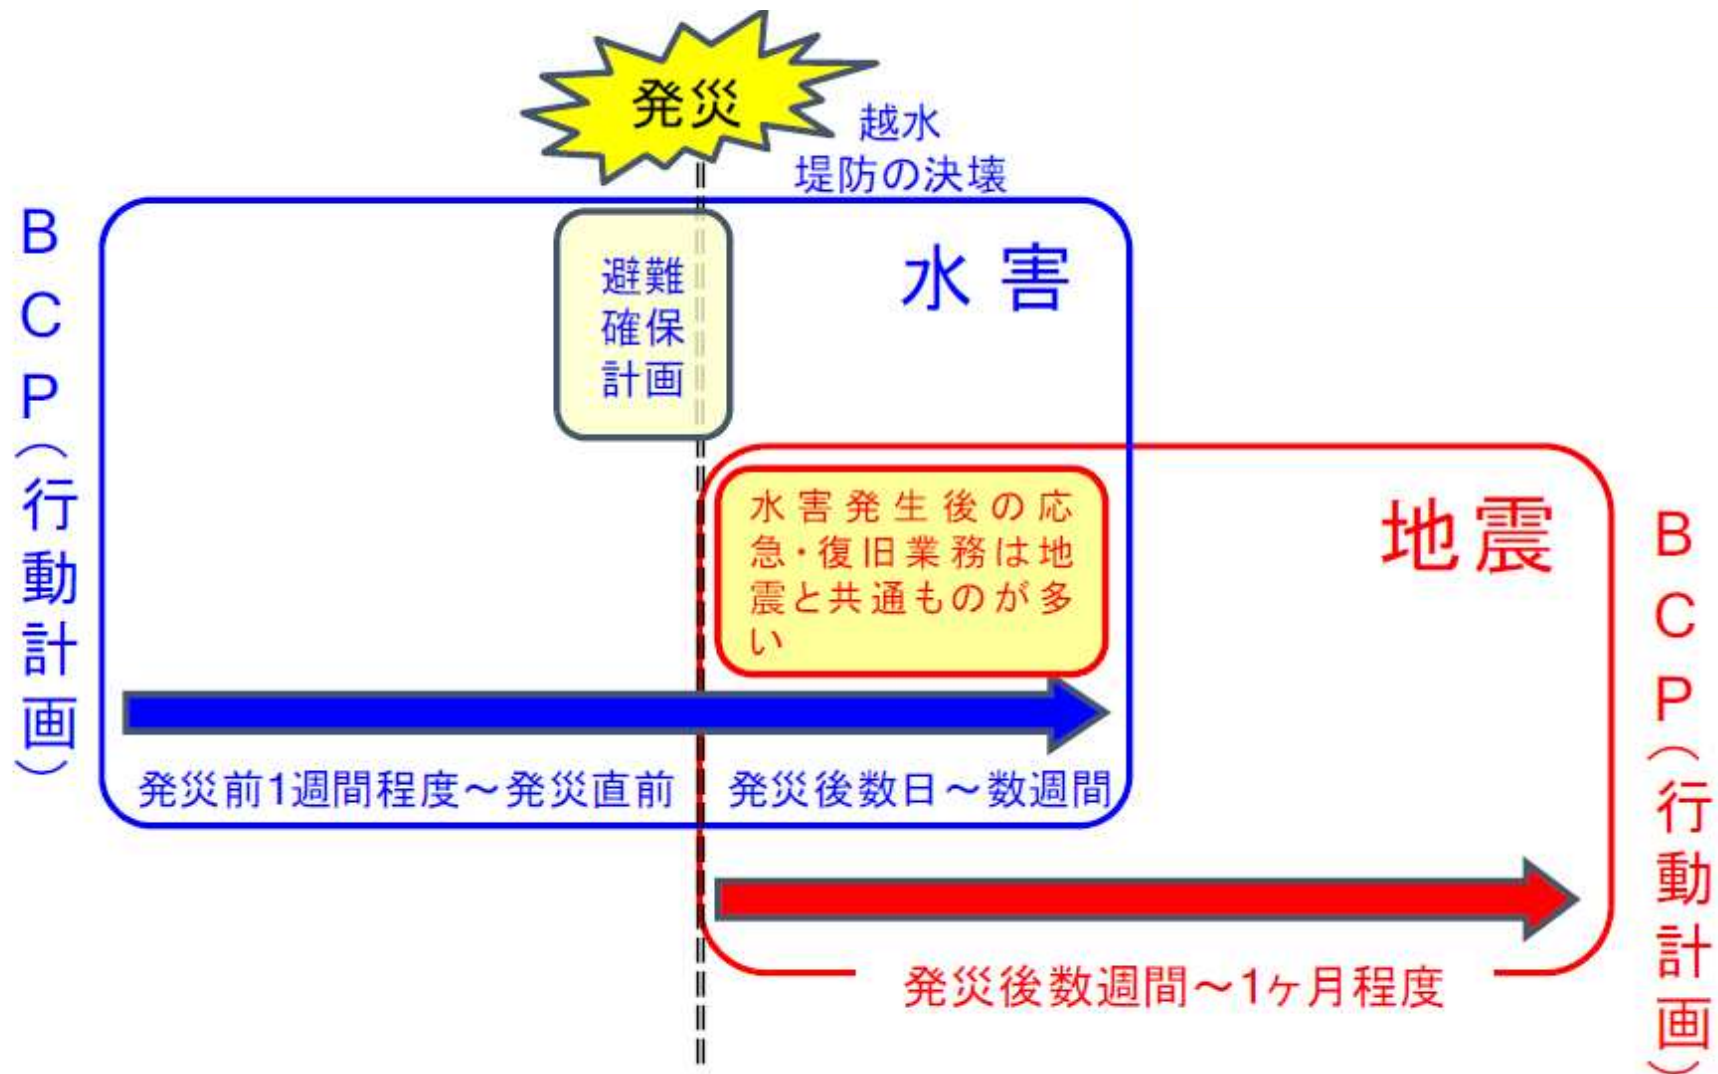 発災
越水
堤防の決壊
BCP（行動計画）
避難
確保
計画
水害
水害発生後の応
急・復旧業務は地
震と共通ものが多
い
地震
BCP（行動計画）
発災前1週間程度～発災直前
発災後数日～数週間
発災後数週間～1ヶ月程度